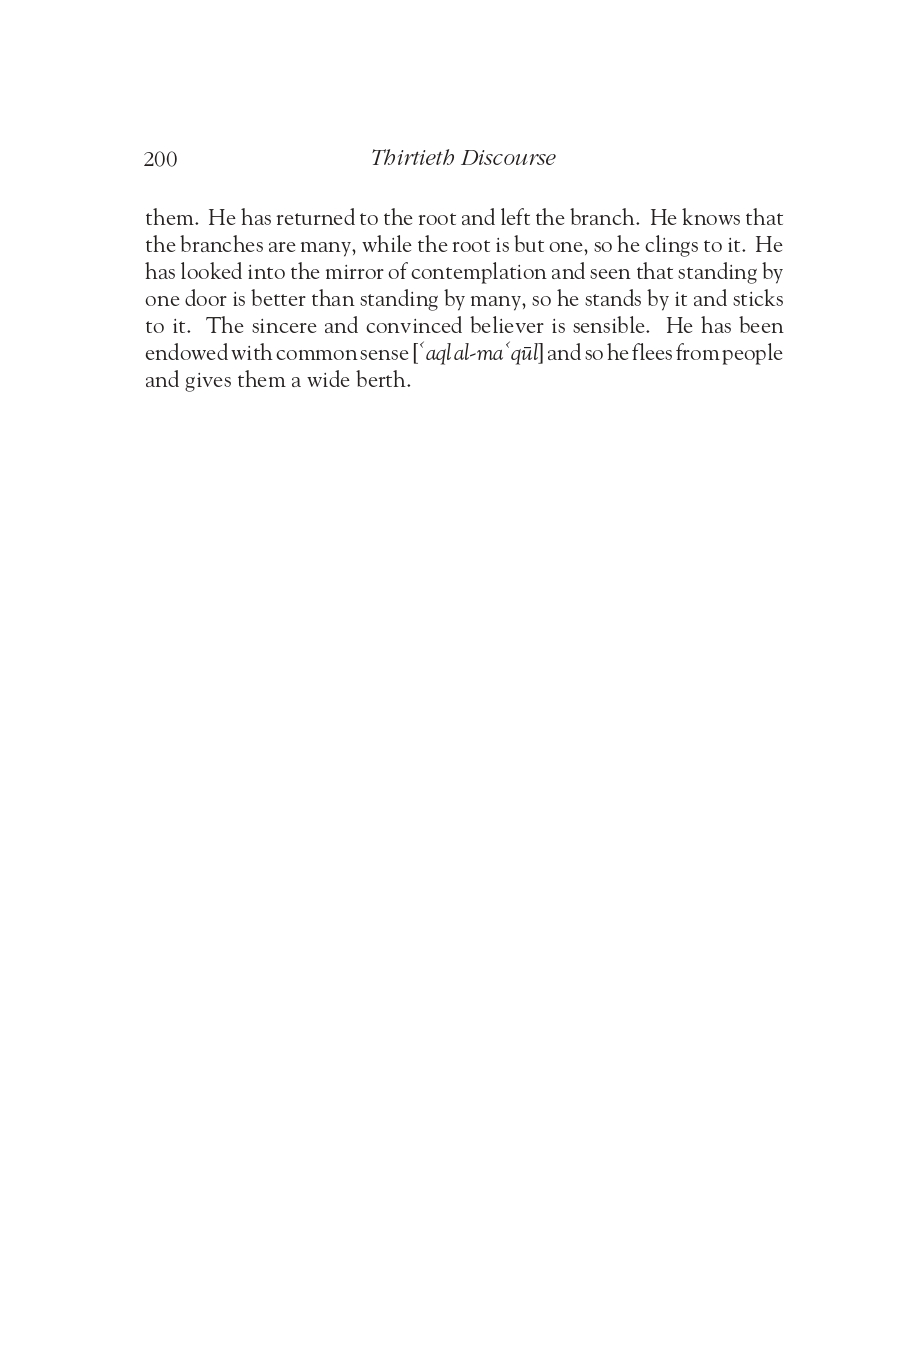 200 Thirtieth Discourse
them. He has returned to the root and left the branch. He knows that
the branches are many, while the root is but one, so he clings to it. He
has looked into the mirror of contemplation and seen that standing by
one door is better than standing by many, so he stands by it and sticks
to it. The sincere and convinced believer is sensible. He has been
endowed with common sense [ʿaql al-maʿqūl] and so he flees from people
and gives them a wide berth.